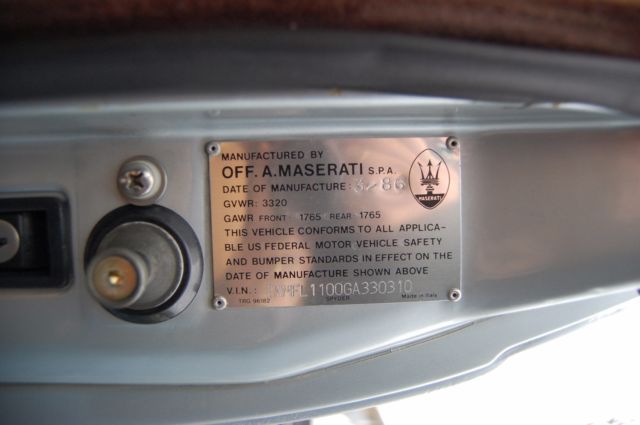 MANUFACTURED BY
OFF. A. MASERATI S.P.A.
DATE OF MANUFACTURE: 3/86
GVWR: 3320
GAWR FRONT 1765 REAR 1765
THIS VEHICLE CONFORMS TO ALL APPLICA-
BLE US FEDERAL MOTOR VEHICLE SAFETY
AND BUMPER STANDARDS IN EFFECT ON THE
DATE OF MANUFACTURE SHOWN ABOVE
V.I.N.:
TRG 96182 SPYDER Made in Italy
MASERATI